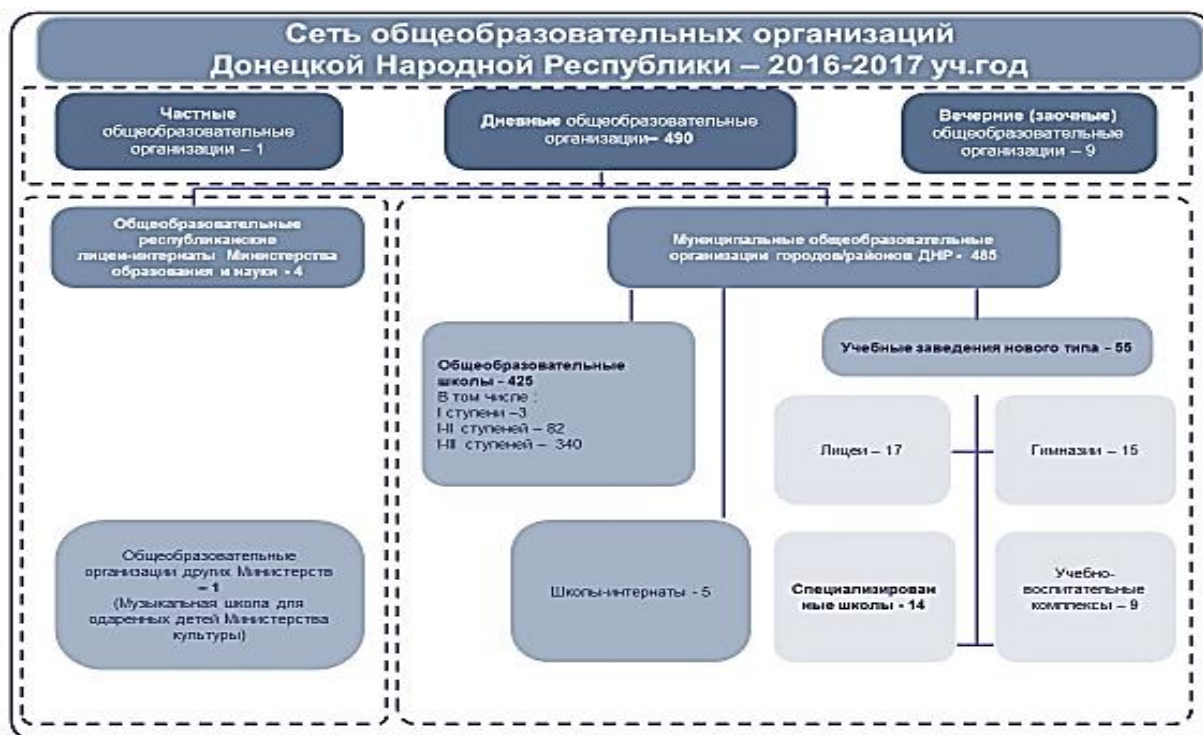 Сеть общеобразовательных организаций
Донецкой Народной Республики – 2016-2017 уч.год
Частные
общеобразовательные
организации – 1
Дневные общеобразовательные
организации– 490
Вечерние (заочные)
общеобразовательные
организации – 9
Общеобразовательные
республиканские
лицеи-интернаты Министерства
образования и науки - 4
Муниципальные общеобразовательные
организации городов/районов ДНР - 485
Общеобразовательные
школы - 425
В том числе :
I ступени –3
I-II ступеней – 82
I-III ступеней – 340
Учебные заведения нового типа - 55
Лицеи – 17
Гимназии – 15
Общеобразовательные
организации других Министерств
– 1
(Музыкальная школа для
одаренных детей Министерства
культуры)
Школы-интернаты - 5
Специализирован
ные школы - 14
Учебно-
воспитательные
комплексы – 9